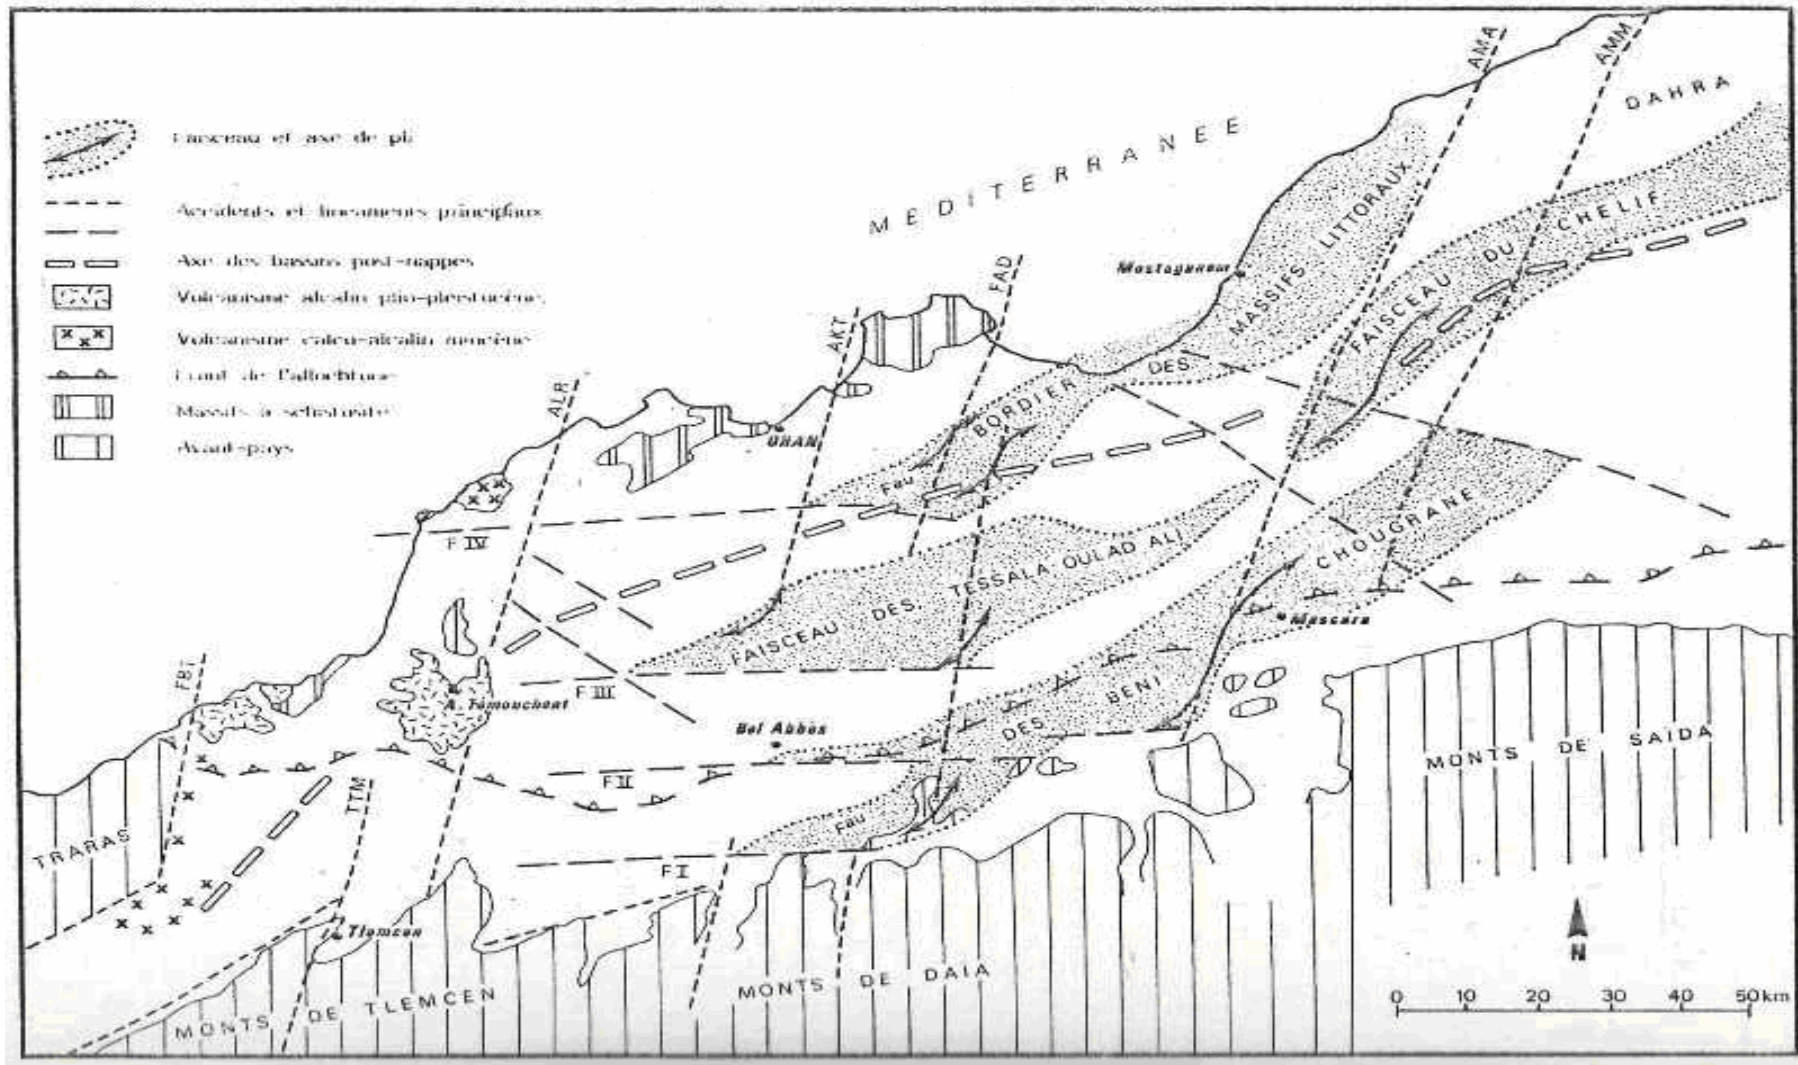 Faisceau et axe de pli
Accidents et linéaments principaux
Axe des bassins post-nappes
Volcanisme alcalin plio-pléistocène
Volcanisme calco-alcalin miocène
Front de l'allochtone
Massifs à schistosité
Avant-pays
MEDITERRANEE
AMA
AMM
DAHRA
FAD
AKT
ALR
Mostaganem
MASSIFS LITTORAUX
DES
BORDIER
Fau
FAISCEAU DU CHELIF
ORAN
F IV
FAISCEAU DES TESSALA OULAD ALI
CHOUGRANE
BENI
DES
Fau
Mascara
FBT
A. Témouchent
F III
Bel Abbès
F II
TTM
F I
TRARAS
Tlemcen
MONTS DE TLEMCEN
MONTS DE DAIA
MONTS DE SAIDA
N
0 10 20 30 40 50 km